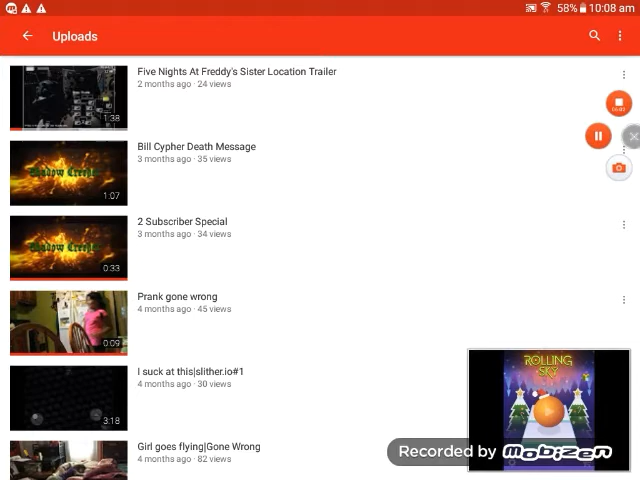 58% 10:08 am
Uploads
Five Nights At Freddy's Sister Location Trailer
2 months ago · 24 views
1:38
Bill Cypher Death Message
3 months ago · 35 views
Shadow Creeper
1:07
2 Subscriber Special
3 months ago · 34 views
Shadow Creeper
0:33
Prank gone wrong
4 months ago · 45 views
0:09
I suck at this|slither.io#1
4 months ago · 30 views
3:18
Girl goes flying|Gone Wrong
4 months ago · 82 views
ROLLING
SKY
Recorded by mobizen